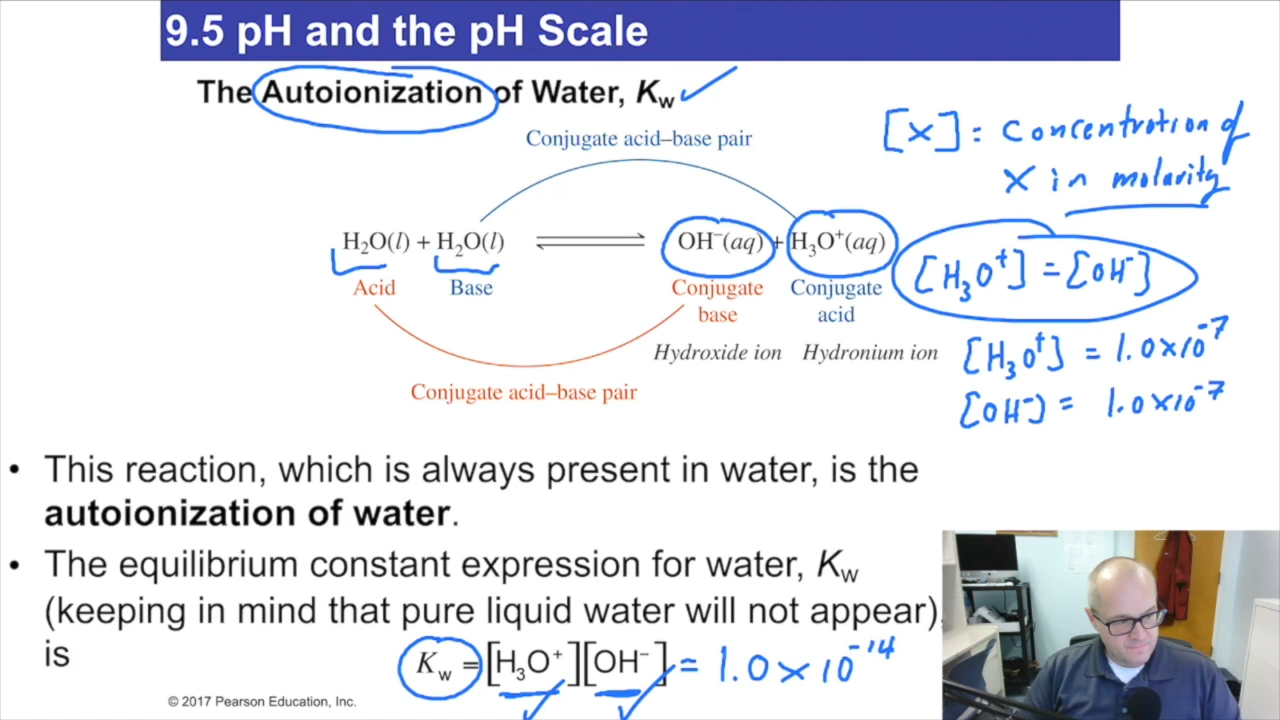 9.5 pH and the pH Scale
The Autoionization of Water, Kw
Conjugate acid–base pair
[X] = Concentration of
X in molarity
H₂O(l) + H₂O(l) ⇌ OH⁻(aq) + H₃O⁺(aq)
[H₃O⁺] = [OH⁻]
Acid Base Conjugate base Conjugate acid
Hydroxide ion Hydronium ion
[H₃O⁺] = 1.0×10⁻⁷
Conjugate acid–base pair
[OH⁻] = 1.0×10⁻⁷
• This reaction, which is always present in water, is the
autoionization of water.
• The equilibrium constant expression for water, Kw
(keeping in mind that pure liquid water will not appear),
is
Kw = [H₃O⁺][OH⁻] = 1.0×10⁻¹⁴
© 2017 Pearson Education, Inc.